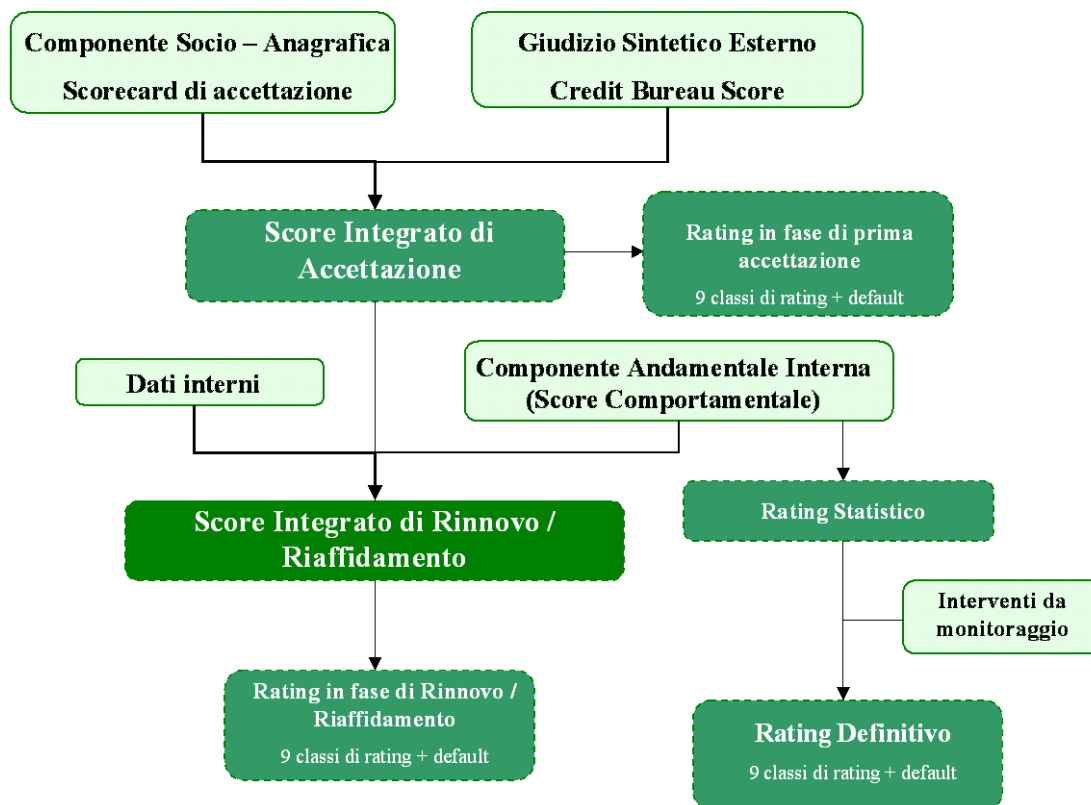 Componente Socio – Anagrafica
Scorecard di accettazione
Giudizio Sintetico Esterno
Credit Bureau Score
Score Integrato di
Accettazione
Rating in fase di prima
accettazione
9 classi di rating + default
Dati interni
Componente Andamentale Interna
(Score Comportamentale)
Score Integrato di Rinnovo /
Riaffidamento
Rating Statistico
Interventi da
monitoraggio
Rating in fase di Rinnovo /
Riaffidamento
9 classi di rating + default
Rating Definitivo
9 classi di rating + default